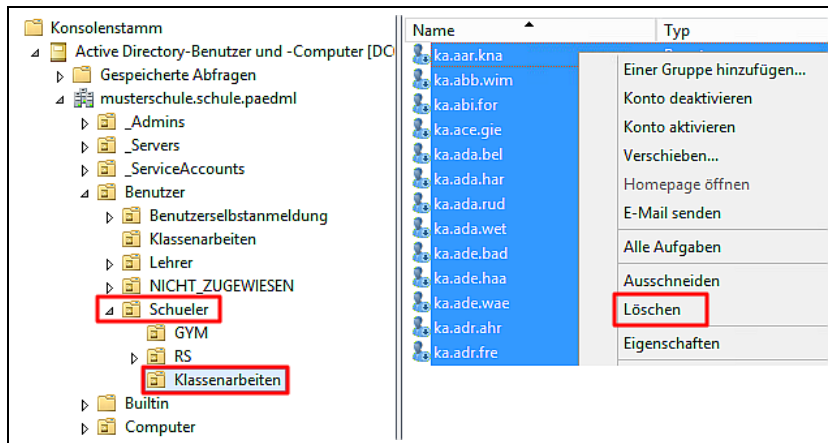 Konsolenstamm
Active Directory-Benutzer und -Computer [DC
Gespeicherte Abfragen
musterschule.schule.paedml
_Admins
_Servers
_ServiceAccounts
Benutzer
Benutzerselbstanmeldung
Klassenarbeiten
Lehrer
NICHT_ZUGEWIESEN
Schueler
GYM
RS
Klassenarbeiten
Builtin
Computer
Name Typ
ka.aar.kna
ka.abb.wim
ka.abi.for
ka.ace.gie
ka.ada.bel
ka.ada.har
ka.ada.rud
ka.ada.wet
ka.ade.bad
ka.ade.haa
ka.ade.wae
ka.adr.ahr
ka.adr.fre
Einer Gruppe hinzufügen...
Konto deaktivieren
Konto aktivieren
Verschieben...
Homepage öffnen
E-Mail senden
Alle Aufgaben
Ausschneiden
Löschen
Eigenschaften